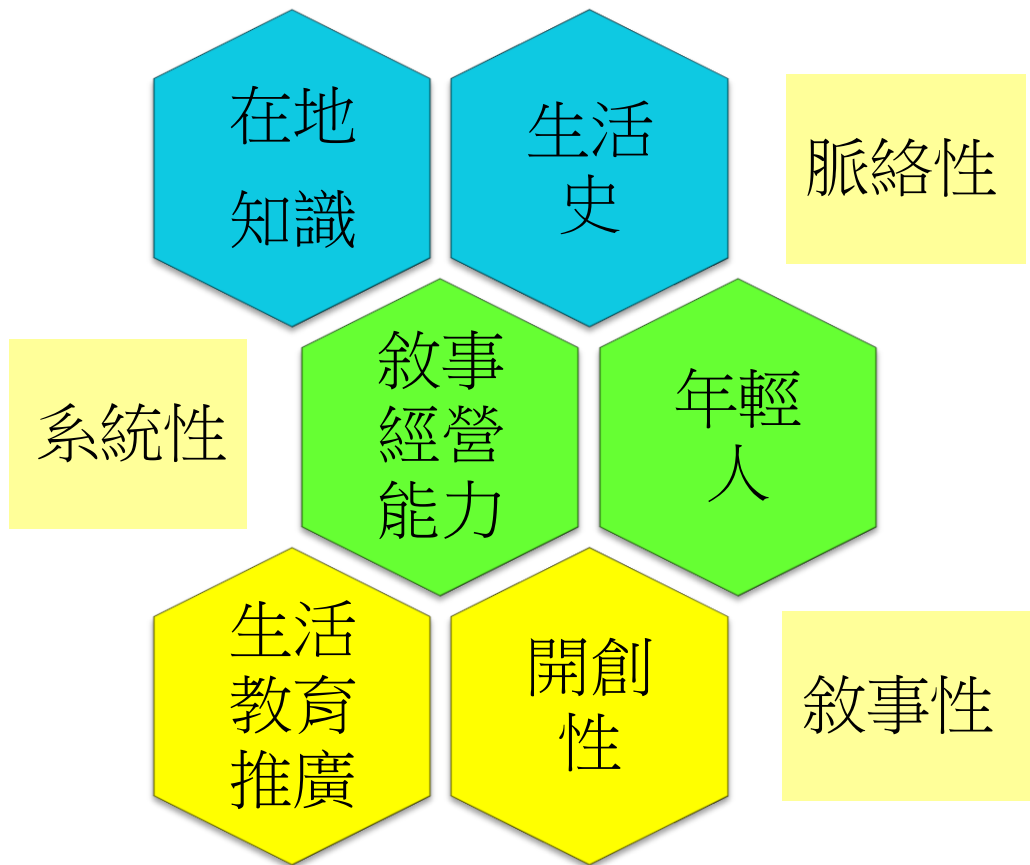 在地
知識
生活
史
脈絡性
系統性
敘事
經營
能力
年輕
人
生活
教育
推廣
開創
性
敘事性